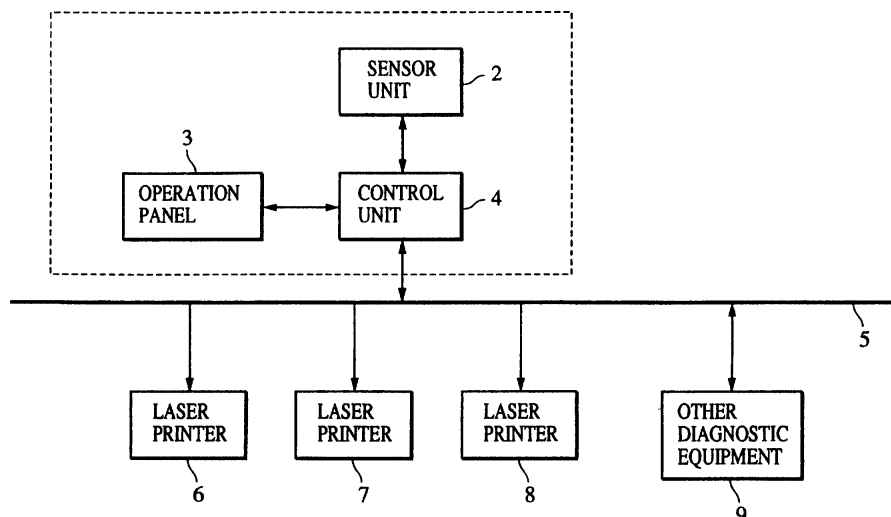 SENSOR
UNIT
2
3
OPERATION
PANEL
CONTROL
UNIT
4
5
LASER
PRINTER
LASER
PRINTER
LASER
PRINTER
OTHER
DIAGNOSTIC
EQUIPMENT
6
7
8
9